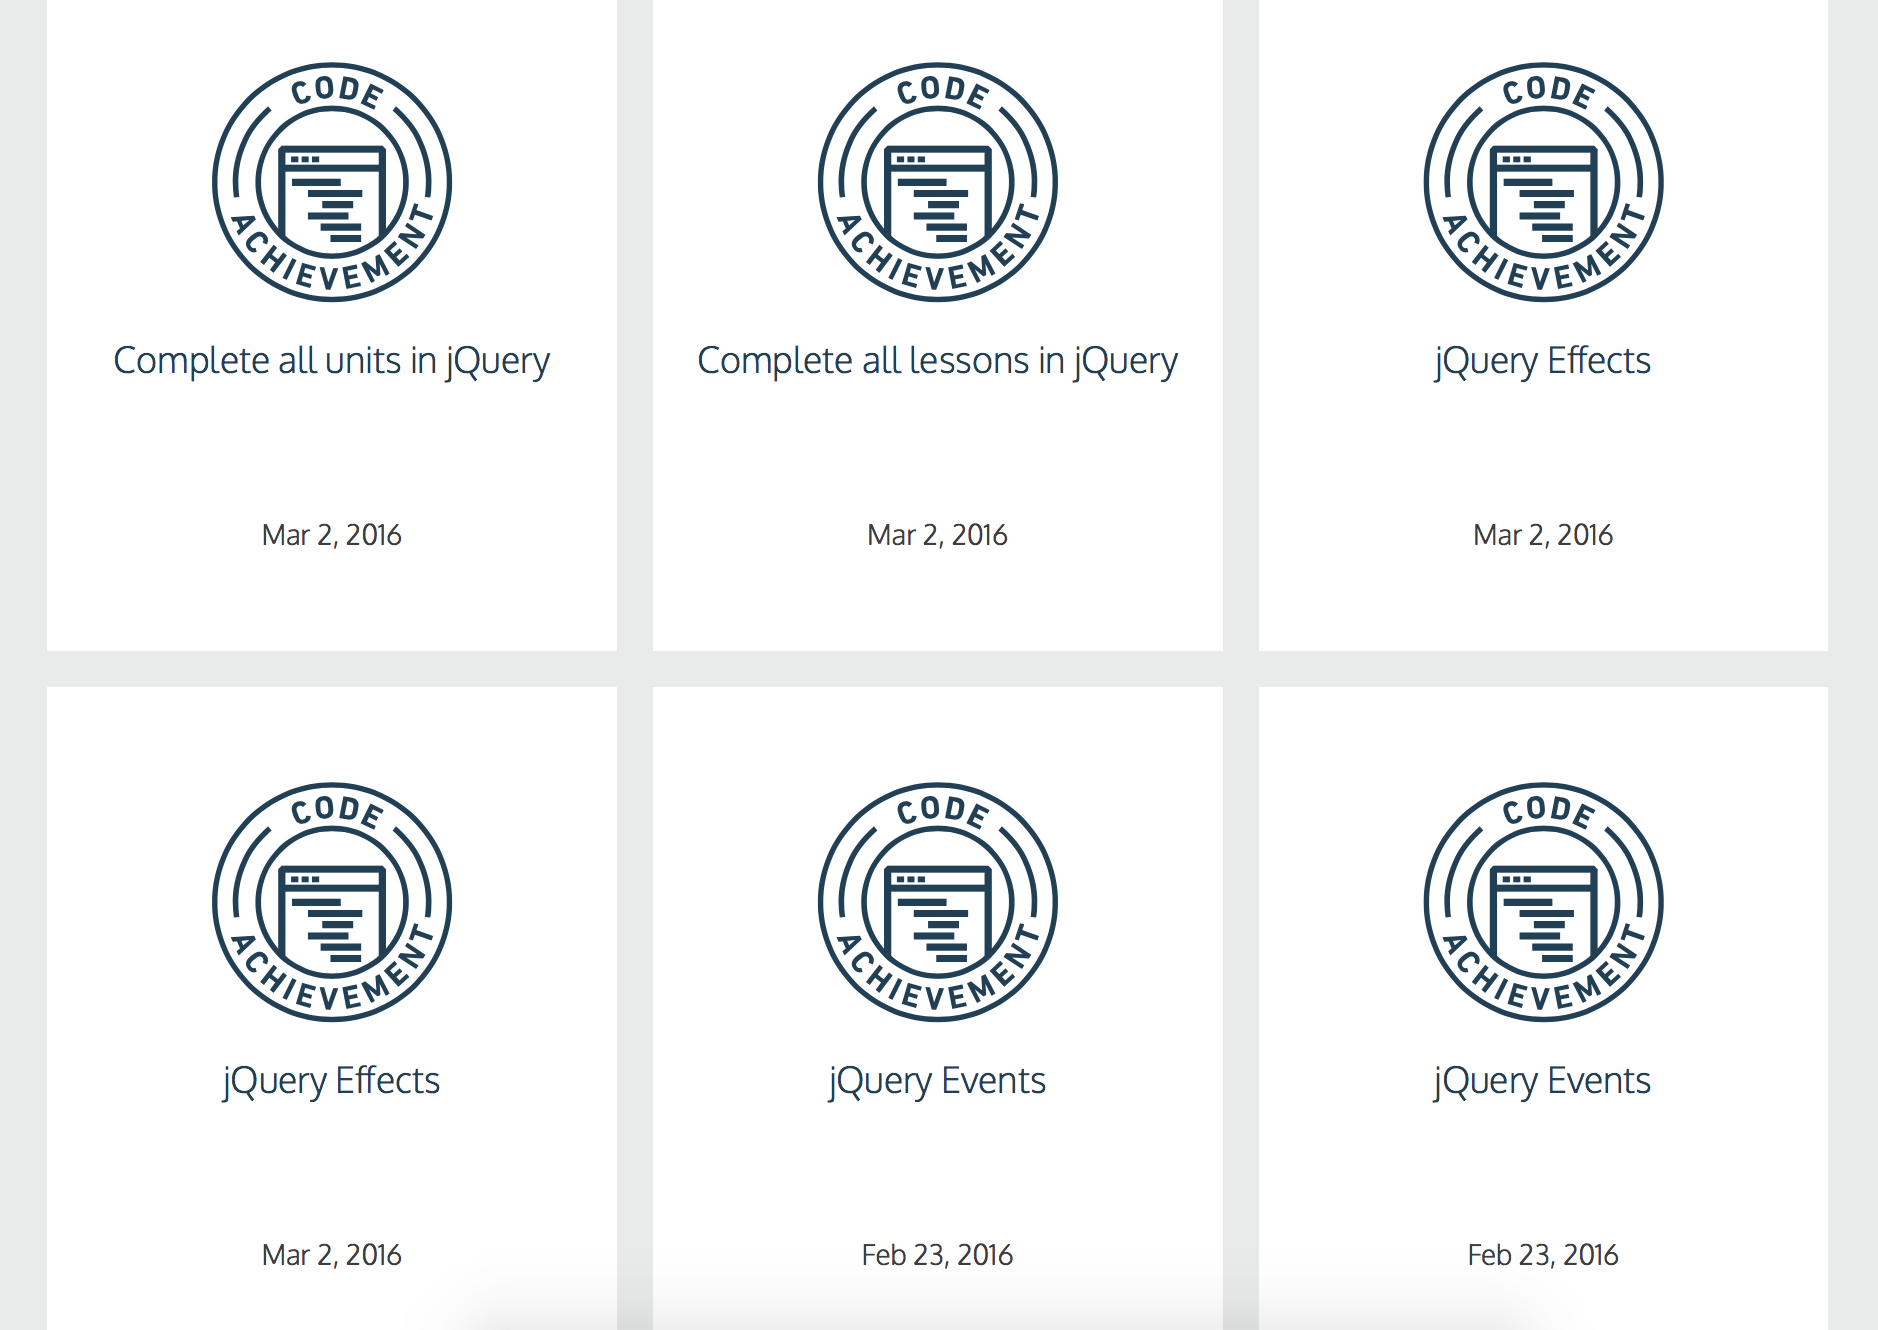 CODE
ACHIEVEMENT
Complete all units in jQuery
Mar 2, 2016
CODE
ACHIEVEMENT
Complete all lessons in jQuery
Mar 2, 2016
CODE
ACHIEVEMENT
jQuery Effects
Mar 2, 2016
CODE
ACHIEVEMENT
jQuery Effects
Mar 2, 2016
CODE
ACHIEVEMENT
jQuery Events
Feb 23, 2016
CODE
ACHIEVEMENT
jQuery Events
Feb 23, 2016